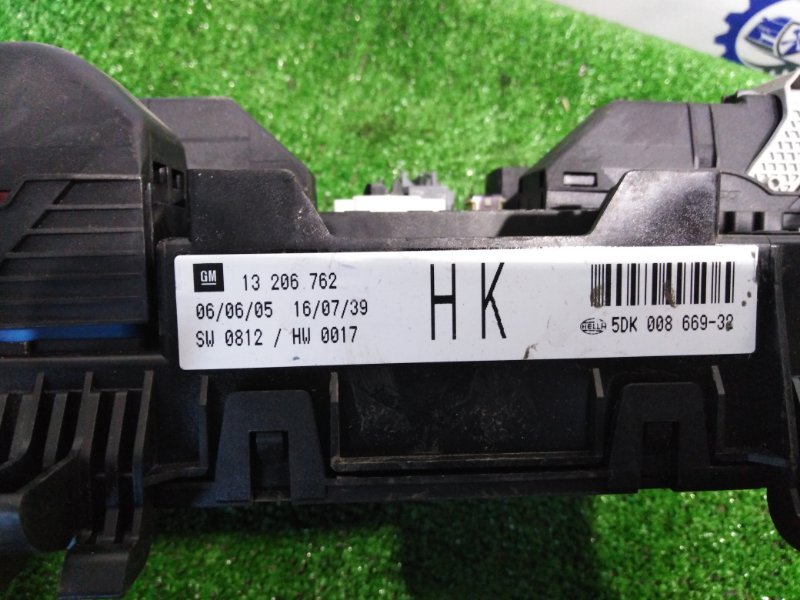 GM 13 206 762
06/06/05 16/07/39
SW 0812 / HW 0017
HK
HELLA 5DK 008 669-32